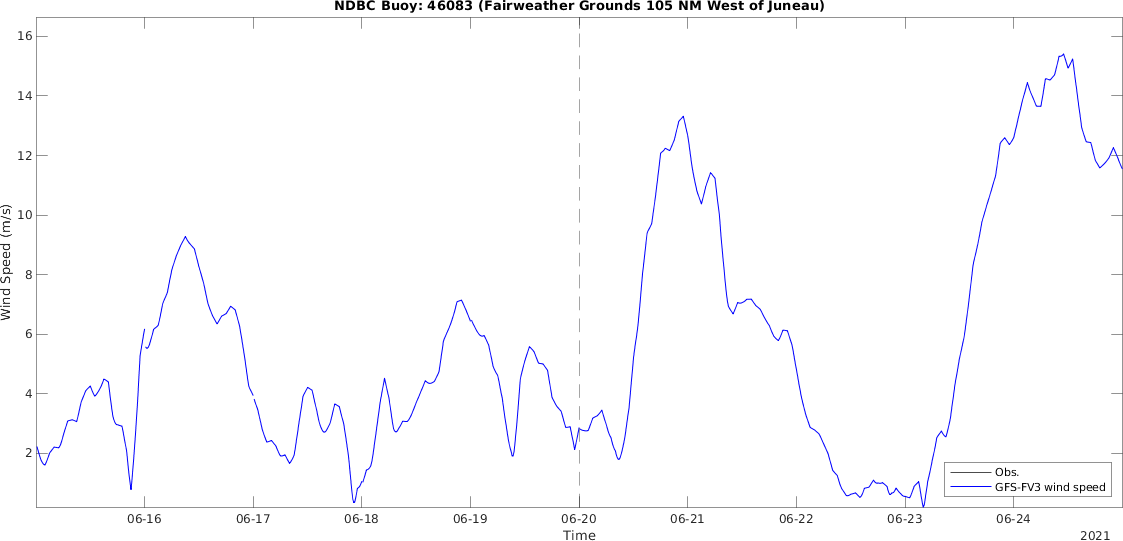 NDBC Buoy: 46083 (Fairweather Grounds 105 NM West of Juneau)
16
14
12
10
8
6
4
2
Wind Speed (m/s)
Obs.
GFS-FV3 wind speed
06-16 06-17 06-18 06-19 06-20 06-21 06-22 06-23 06-24
Time
2021